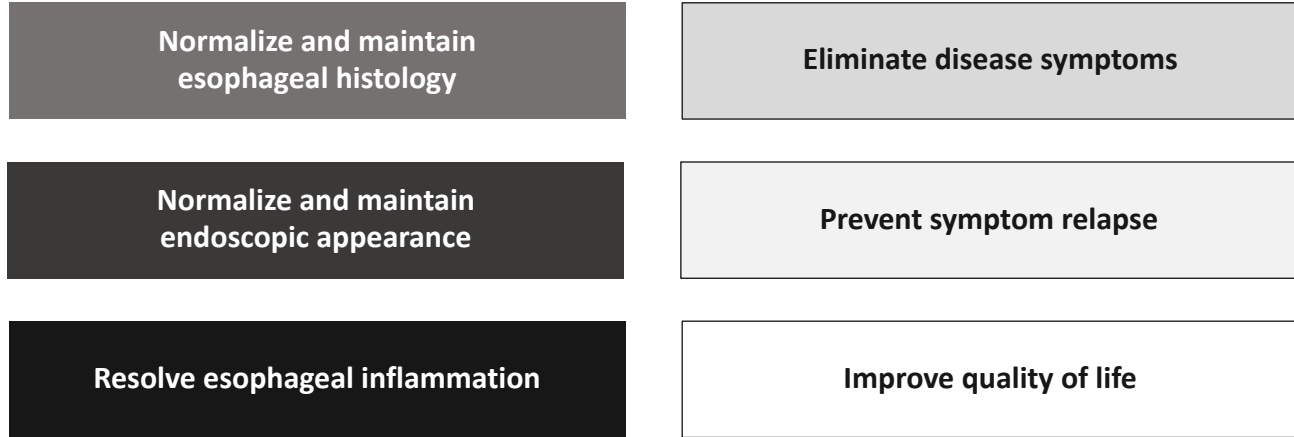 Normalize and maintain
esophageal histology
Eliminate disease symptoms
Normalize and maintain
endoscopic appearance
Prevent symptom relapse
Resolve esophageal inflammation
Improve quality of life